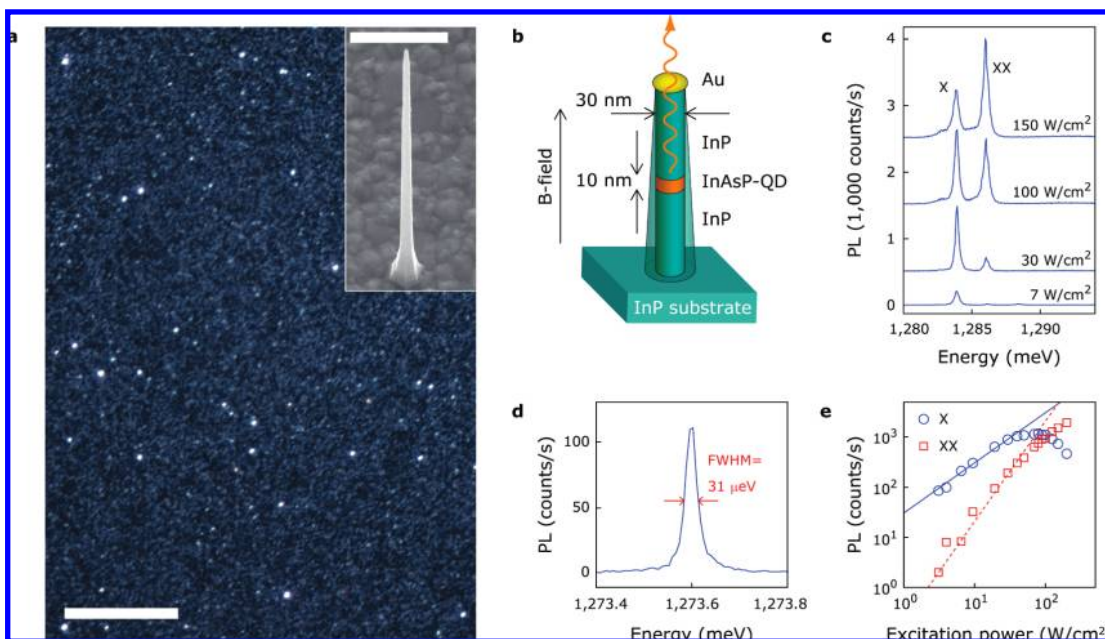 a
b
Au
30 nm
B-field
InP
10 nm
InAsP-QD
InP
InP substrate
c
PL (1,000 counts/s)
4
3
2
1
0
X
XX
150 W/cm²
100 W/cm²
30 W/cm²
7 W/cm²
1,280
1,285
1,290
Energy (meV)
d
PL (counts/s)
100
50
0
FWHM=
31 μeV
1,273.4
1,273.6
1,273.8
Energy (meV)
e
PL (counts/s)
10³
10²
10¹
10⁰
X
XX
10⁰
10¹
10²
Excitation power (W/cm²)